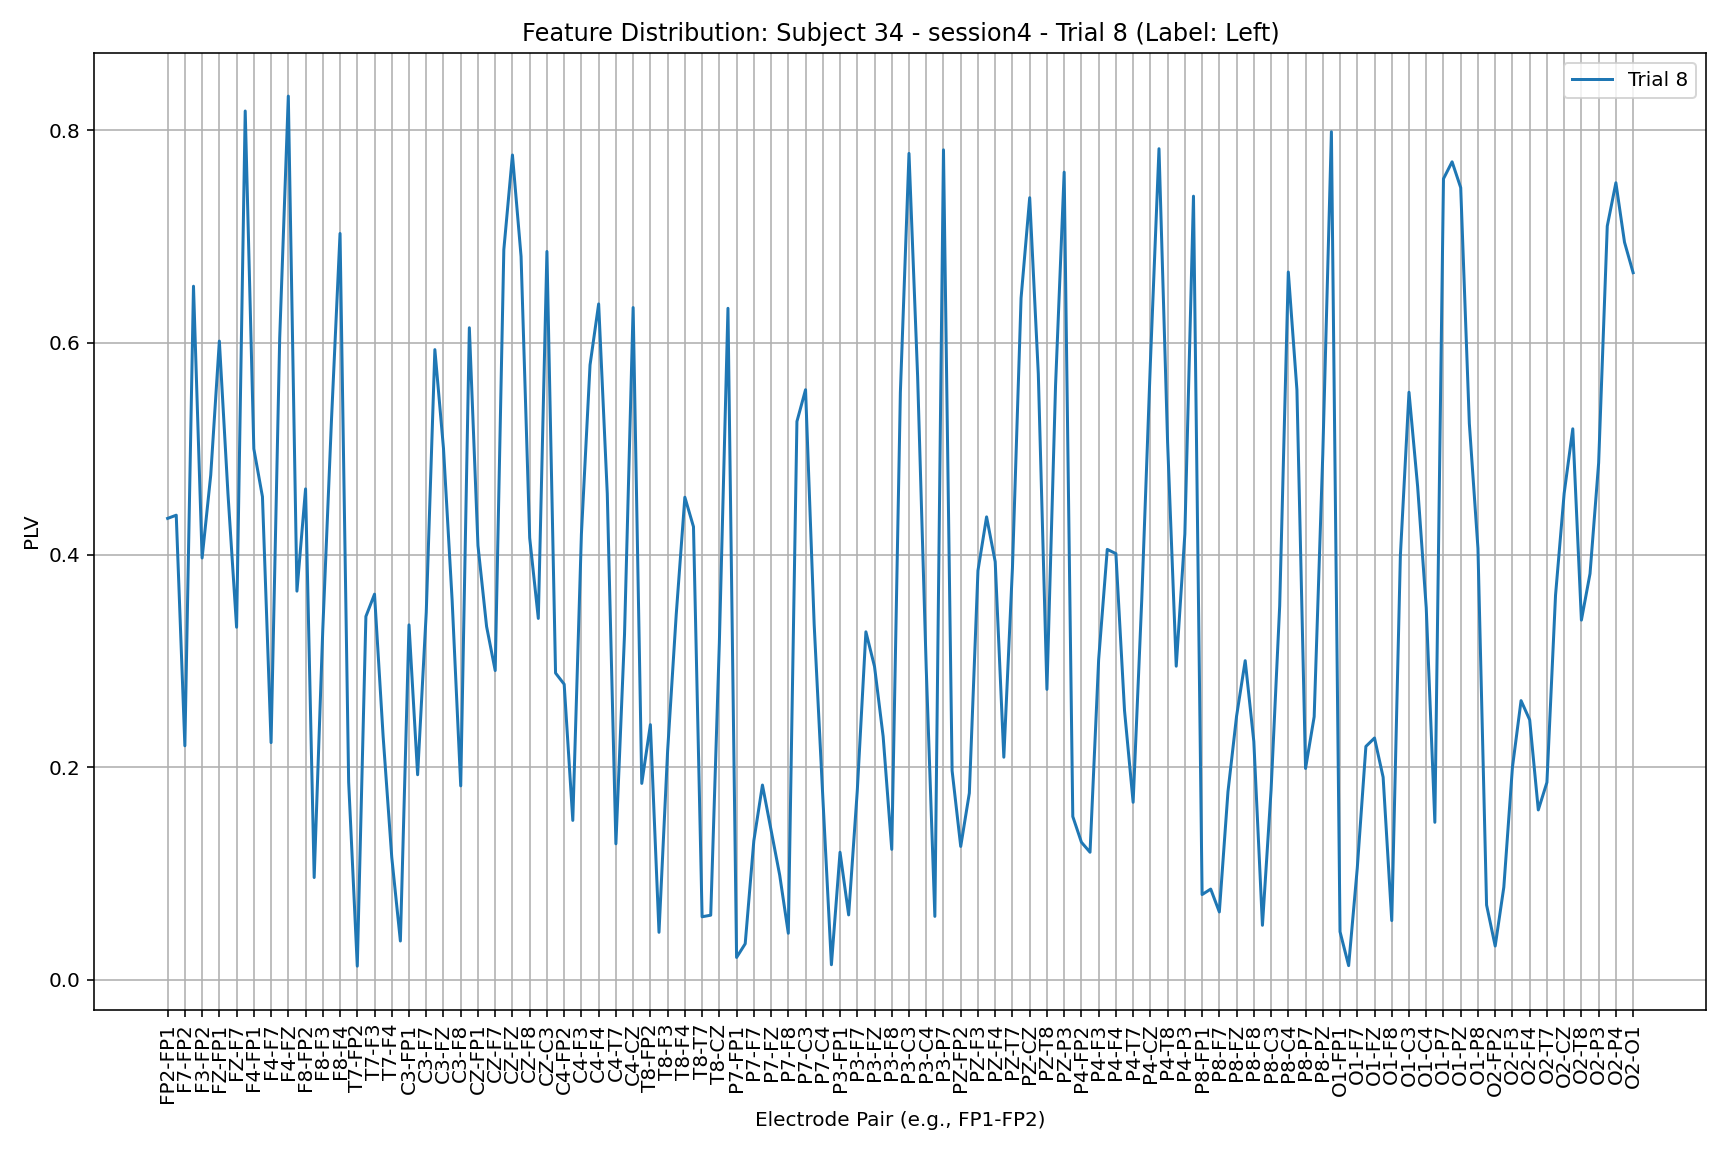 Feature Distribution: Subject 34 - session4 - Trial 8 (Label: Left)
Trial 8
PLV
0.8
0.6
0.4
0.2
0.0
FP2-FP1
F7-FP2
F3-FP2
FZ-FP1
FZ-F7
F4-FP1
F4-F7
F4-FZ
F8-FP2
F8-F3
F8-F4
T7-FP2
T7-F3
T7-F4
C3-FP1
C3-F7
C3-FZ
C3-F8
CZ-FP1
CZ-F7
CZ-FZ
CZ-F8
CZ-C3
C4-FP2
C4-F3
C4-F4
C4-T7
C4-CZ
T8-FP2
T8-F3
T8-F4
T8-T7
T8-CZ
P7-FP1
P7-F7
P7-FZ
P7-F8
P7-C3
P7-C4
P3-FP1
P3-F7
P3-FZ
P3-F8
P3-C3
P3-C4
P3-P7
PZ-FP2
PZ-F3
PZ-F4
PZ-T7
PZ-CZ
PZ-T8
PZ-P3
P4-FP2
P4-F3
P4-F4
P4-T7
P4-CZ
P4-T8
P4-P3
P8-FP1
P8-F7
P8-FZ
P8-F8
P8-C3
P8-C4
P8-P7
P8-PZ
O1-FP1
O1-F7
O1-FZ
O1-F8
O1-C3
O1-C4
O1-P7
O1-PZ
O1-P8
O2-FP2
O2-F3
O2-F4
O2-T7
O2-CZ
O2-T8
O2-P3
O2-P4
O2-O1
Electrode Pair (e.g., FP1-FP2)